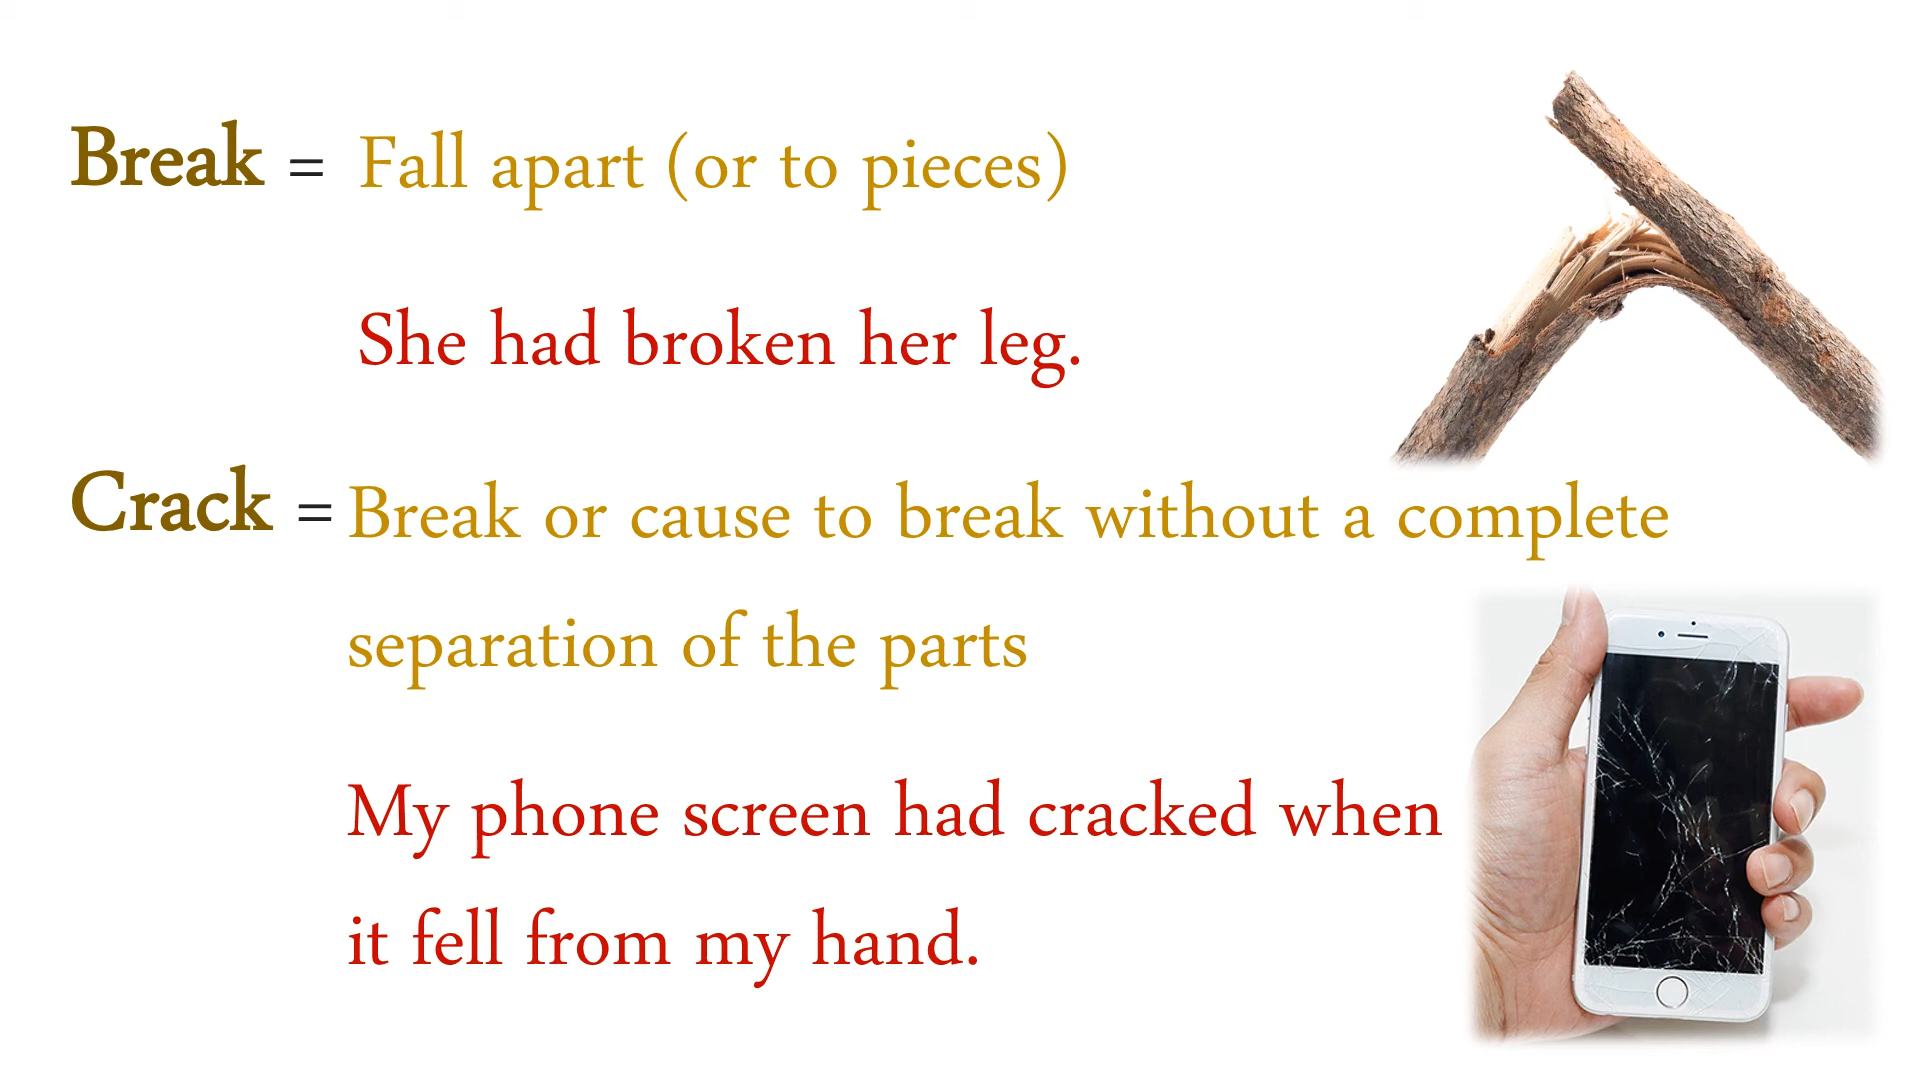 Break = Fall apart (or to pieces)
She had broken her leg.
Crack = Break or cause to break without a complete
separation of the parts
My phone screen had cracked when
it fell from my hand.